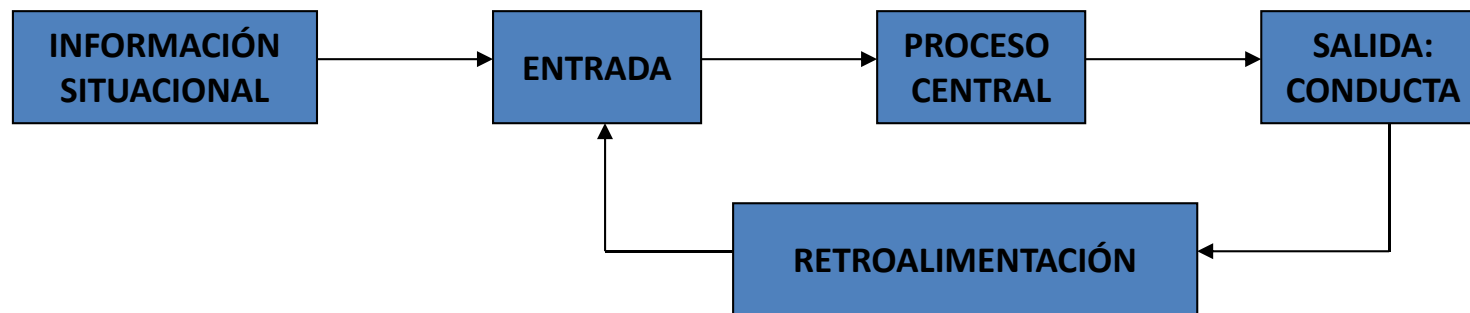 INFORMACIÓN
SITUACIONAL
ENTRADA
PROCESO
CENTRAL
SALIDA:
CONDUCTA
RETROALIMENTACIÓN